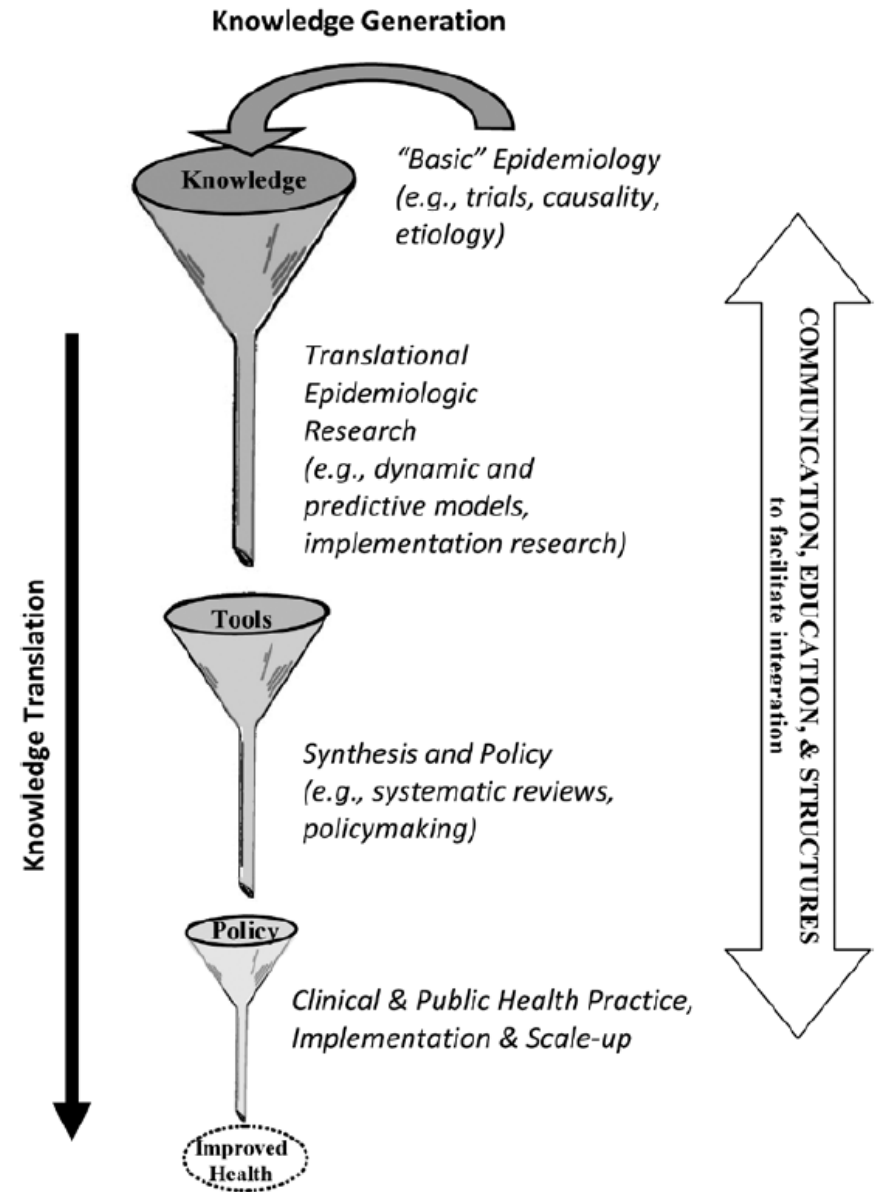 Knowledge Generation
Knowledge
“Basic” Epidemiology
(e.g., trials, causality,
etiology)
Translational
Epidemiologic
Research
(e.g., dynamic and
predictive models,
implementation research)
Tools
Synthesis and Policy
(e.g., systematic reviews,
policymaking)
Policy
Clinical & Public Health Practice,
Implementation & Scale-up
Improved
Health
Knowledge Translation
COMMUNICATION, EDUCATION, & STRUCTURES
to facilitate integration